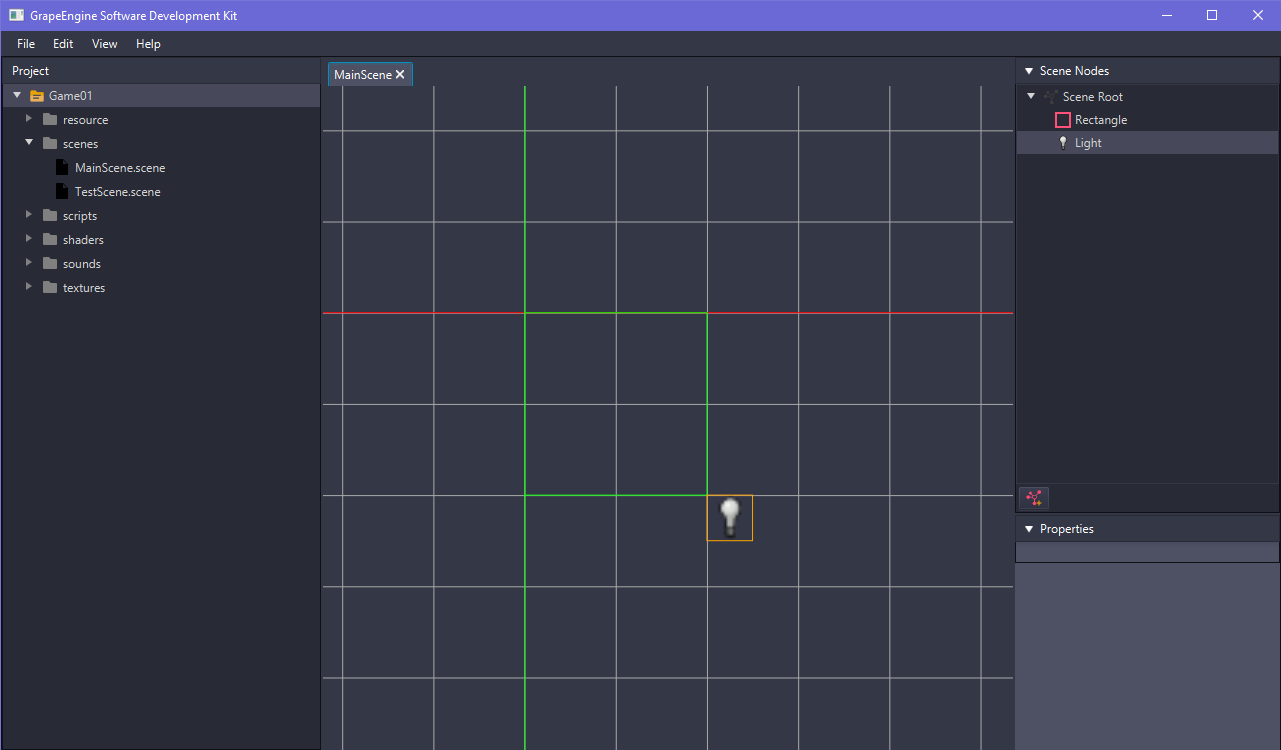 GrapeEngine Software Development Kit
File Edit View Help
Project
Game01
resource
scenes
MainScene.scene
TestScene.scene
scripts
shaders
sounds
textures
MainScene
Scene Nodes
Scene Root
Rectangle
Light
Properties